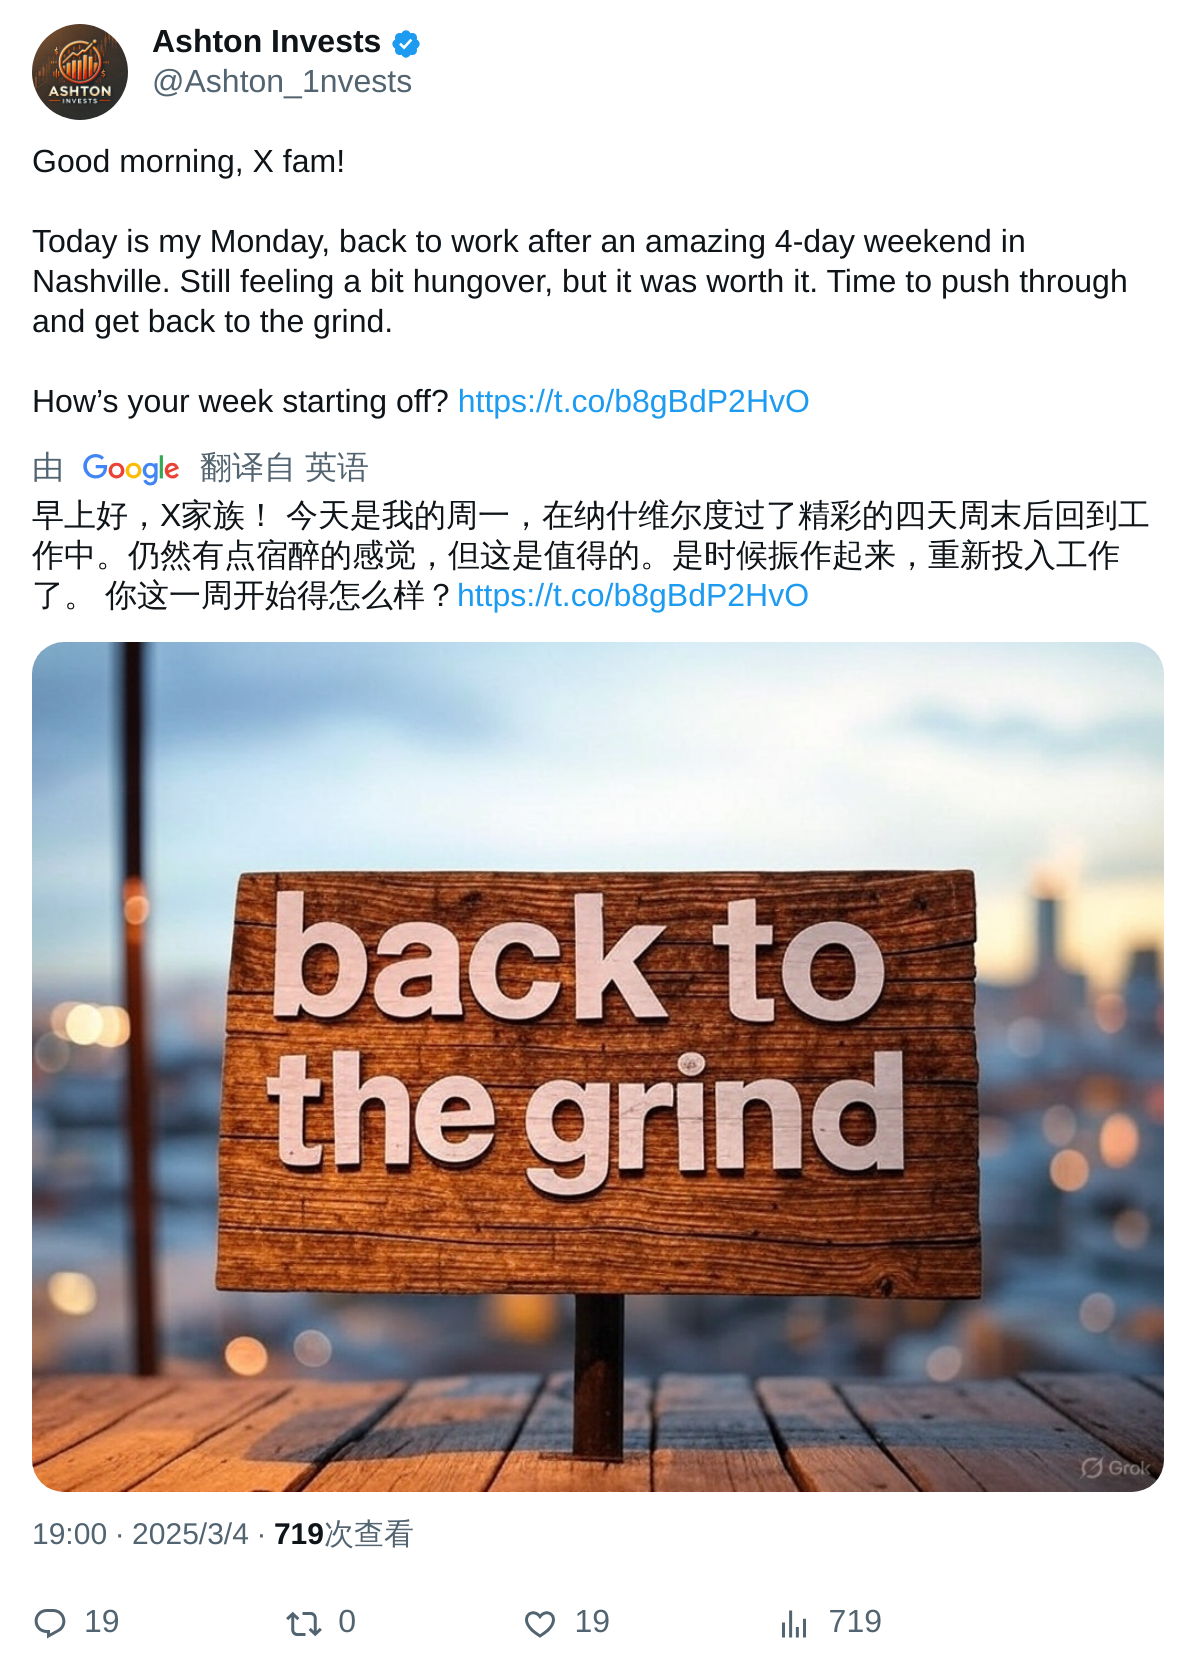 ASHTON
INVESTS
Ashton Invests
@Ashton_1nvests
Good morning, X fam!
Today is my Monday, back to work after an amazing 4-day weekend in
Nashville. Still feeling a bit hungover, but it was worth it. Time to push through
and get back to the grind.
How’s your week starting off? https://t.co/b8gBdP2HvO
由 Google 翻译自 英语
早上好，X家族！ 今天是我的周一，在纳什维尔度过了精彩的四天周末后回到工
作中。仍然有点宿醉的感觉，但这是值得的。是时候振作起来，重新投入工作
了。 你这一周开始得怎么样？https://t.co/b8gBdP2HvO
back to
the grind
Grok
19:00 · 2025/3/4 · 719次查看
19 0 19 719